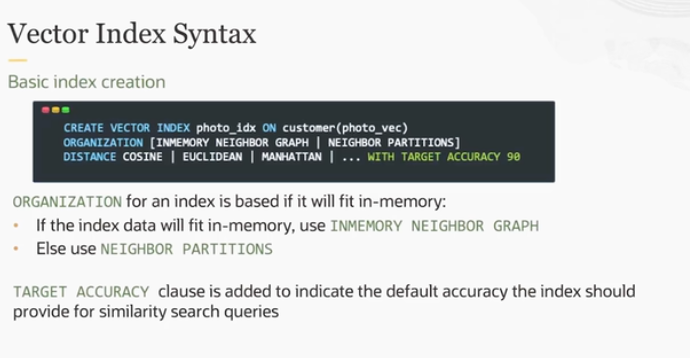 Vector Index Syntax
Basic index creation
CREATE VECTOR INDEX photo_idx ON customer(photo_vec)
ORGANIZATION [INMEMORY NEIGHBOR GRAPH | NEIGHBOR PARTITIONS]
DISTANCE COSINE | EUCLIDEAN | MANHATTAN | ... WITH TARGET ACCURACY 90
ORGANIZATION for an index is based if it will fit in-memory:
• If the index data will fit in-memory, use INMEMORY NEIGHBOR GRAPH
• Else use NEIGHBOR PARTITIONS
TARGET ACCURACY clause is added to indicate the default accuracy the index should
provide for similarity search queries